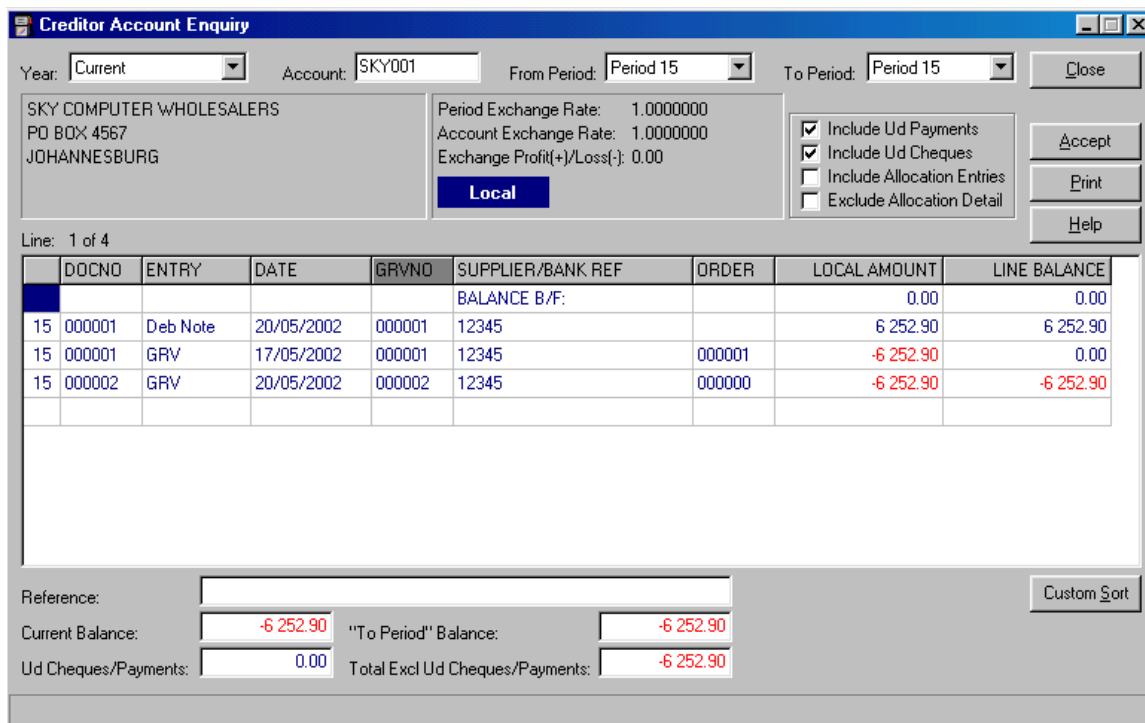 Creditor Account Enquiry
Year: Current Account: SKY001 From Period: Period 15 To Period: Period 15 Close
SKY COMPUTER WHOLESALERS
PO BOX 4567
JOHANNESBURG
Period Exchange Rate: 1.0000000
Account Exchange Rate: 1.0000000
Exchange Profit(+)/Loss(-): 0.00
Local
Include Ud Payments
Include Ud Cheques
Include Allocation Entries
Exclude Allocation Detail
Accept
Print
Help
Line: 1 of 4
DOCNO ENTRY DATE GRVNO SUPPLIER/BANK REF ORDER LOCAL AMOUNT LINE BALANCE
BALANCE B/F: 0.00 0.00
15 000001 Deb Note 20/05/2002 000001 12345 6 252.90 6 252.90
15 000001 GRV 17/05/2002 000001 12345 000001 -6 252.90 0.00
15 000002 GRV 20/05/2002 000002 12345 000000 -6 252.90 -6 252.90
Reference: Custom Sort
Current Balance: -6 252.90 "To Period" Balance: -6 252.90
Ud Cheques/Payments: 0.00 Total Excl Ud Cheques/Payments: -6 252.90